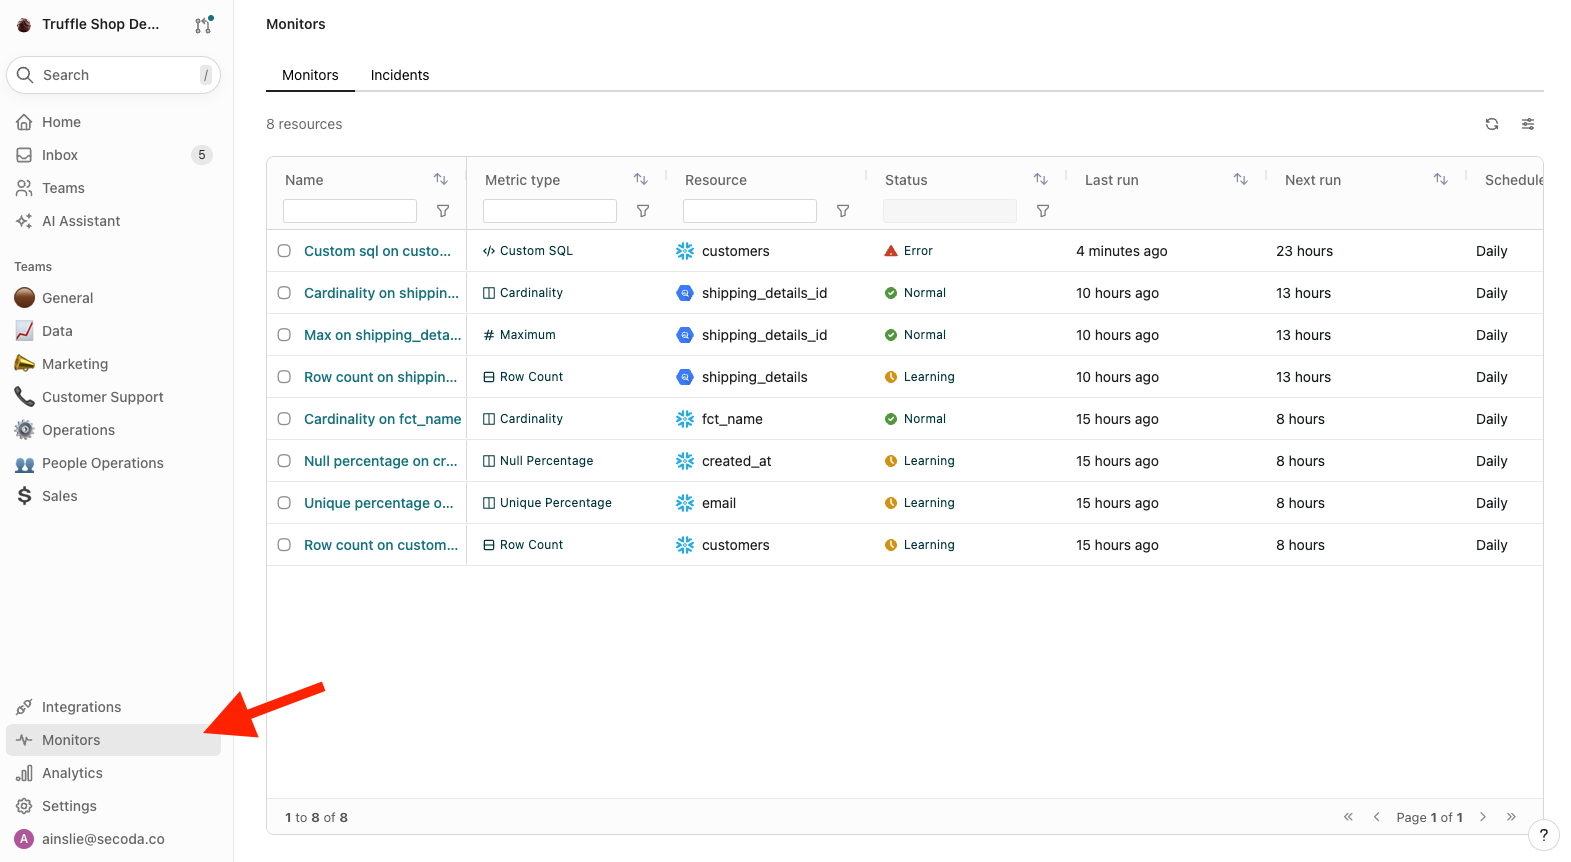 Truffle Shop De...
Search /
Home
Inbox 5
Teams
AI Assistant
Teams
General
Data
Marketing
Customer Support
Operations
People Operations
Sales
Integrations
Monitors
Analytics
Settings
A ainslie@secoda.co
Monitors
Monitors Incidents
8 resources
Name Metric type Resource Status Last run Next run Schedule
Custom sql on custo... Custom SQL customers Error 4 minutes ago 23 hours Daily
Cardinality on shippin... Cardinality shipping_details_id Normal 10 hours ago 13 hours Daily
Max on shipping_deta... # Maximum shipping_details_id Normal 10 hours ago 13 hours Daily
Row count on shippin... Row Count shipping_details Learning 10 hours ago 13 hours Daily
Cardinality on fct_name Cardinality fct_name Normal 15 hours ago 8 hours Daily
Null percentage on cr... Null Percentage created_at Learning 15 hours ago 8 hours Daily
Unique percentage o... Unique Percentage email Learning 15 hours ago 8 hours Daily
Row count on custom... Row Count customers Learning 15 hours ago 8 hours Daily
1 to 8 of 8 Page 1 of 1
?